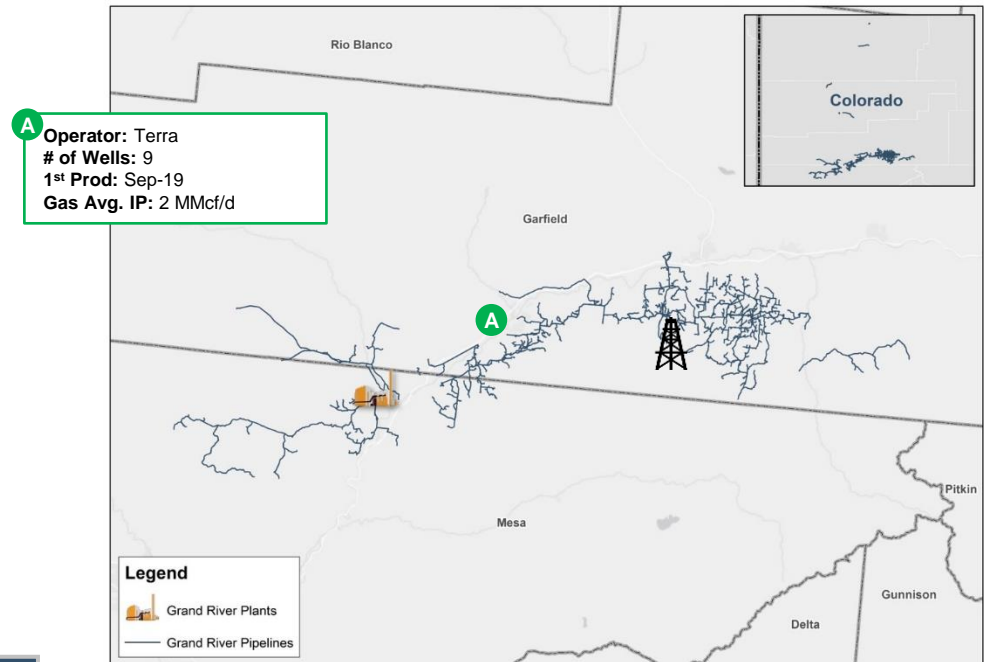 Rio Blanco
Colorado
A
Operator: Terra
# of Wells: 9
1st Prod: Sep-19
Gas Avg. IP: 2 MMcf/d
Garfield
A
Pitkin
Mesa
Legend
Grand River Plants
Grand River Pipelines
Gunnison
Delta